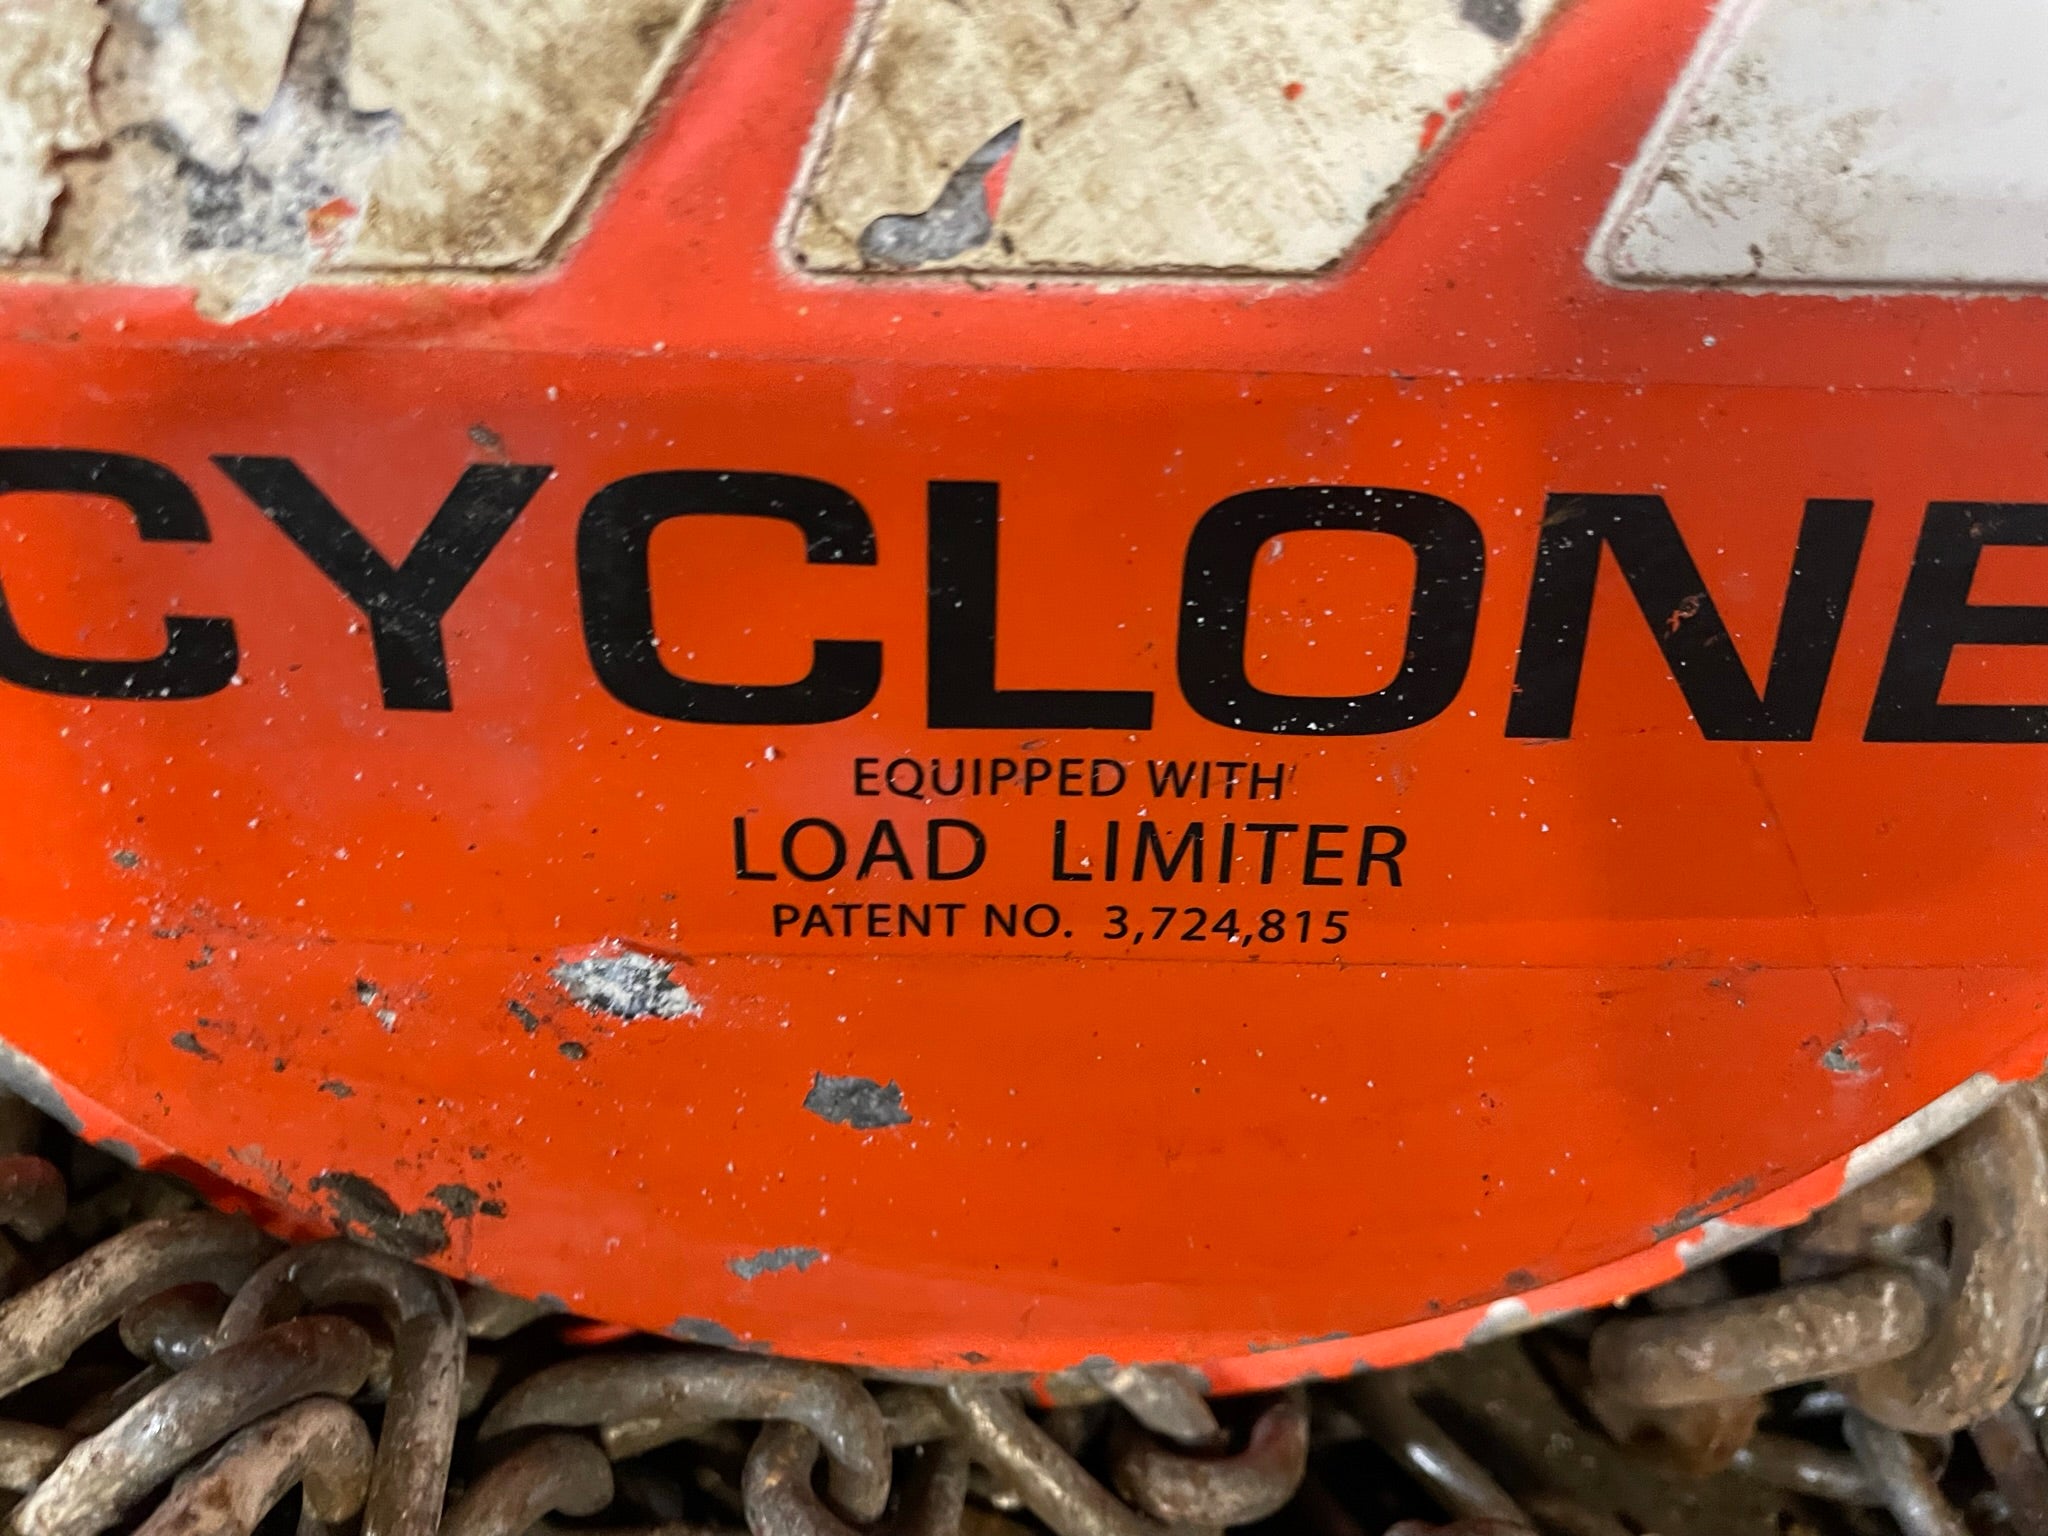 CYCLONE
EQUIPPED WITH
LOAD LIMITER
PATENT NO. 3,724,815